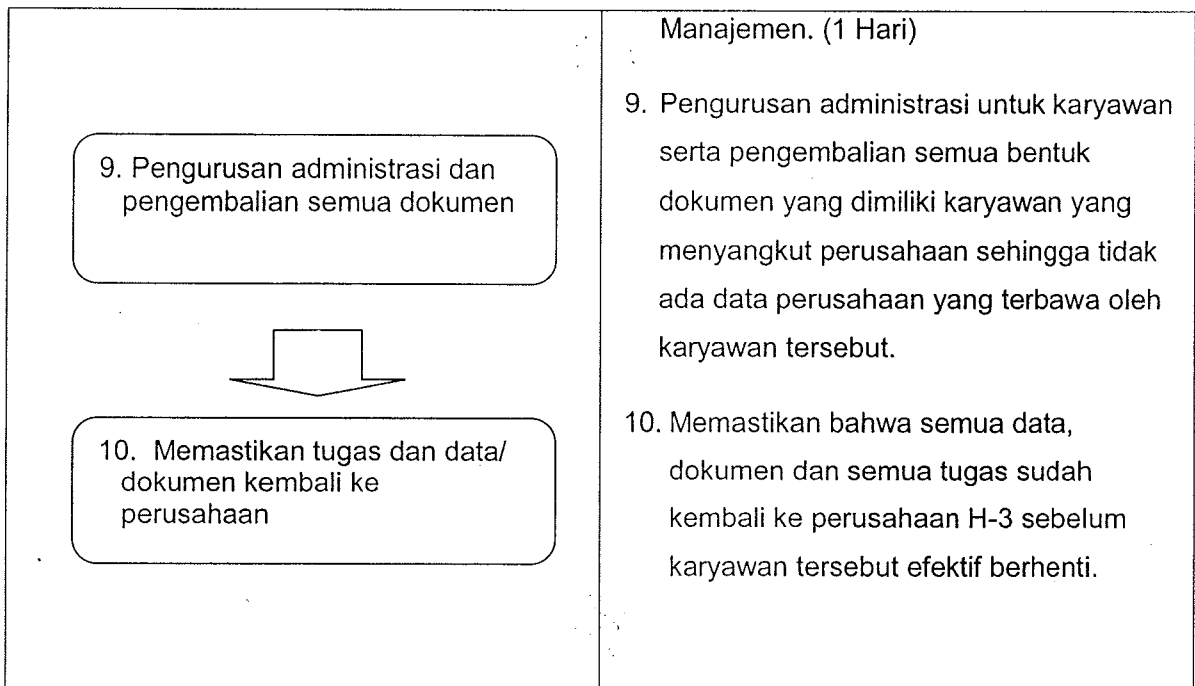 9. Pengurusan administrasi dan
pengembalian semua dokumen
10. Memastikan tugas dan data/
dokumen kembali ke
perusahaan
Manajemen. (1 Hari)
9. Pengurusan administrasi untuk karyawan
serta pengembalian semua bentuk
dokumen yang dimiliki karyawan yang
menyangkut perusahaan sehingga tidak
ada data perusahaan yang terbawa oleh
karyawan tersebut.
10. Memastikan bahwa semua data,
dokumen dan semua tugas sudah
kembali ke perusahaan H-3 sebelum
karyawan tersebut efektif berhenti.